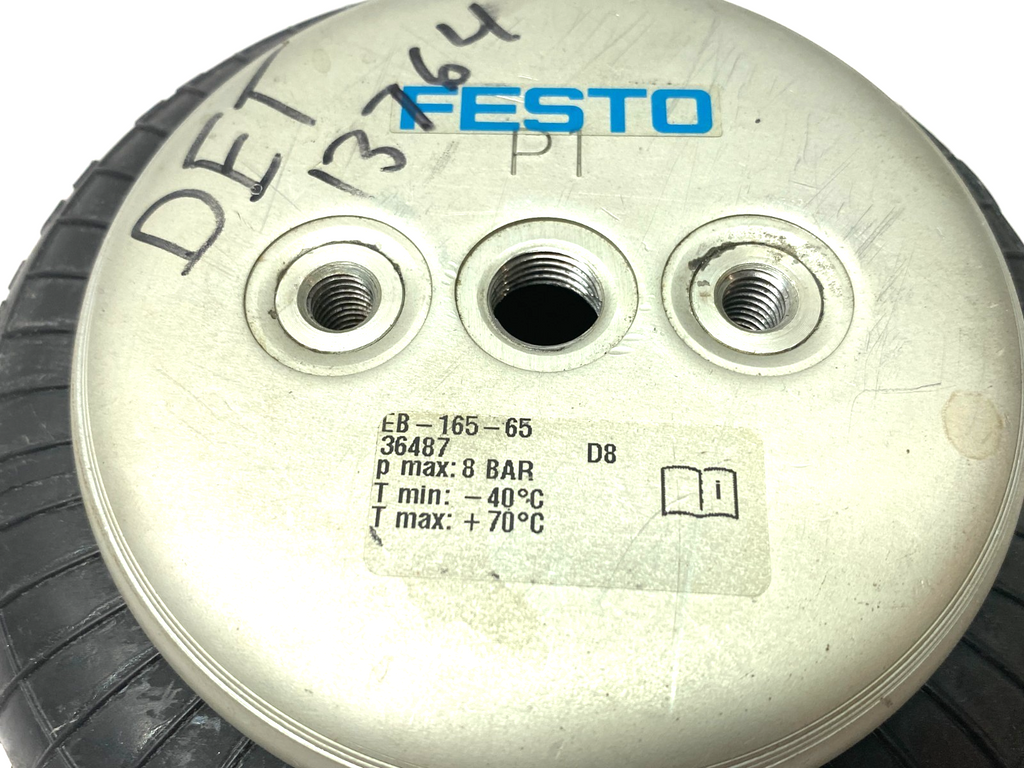 DET
13764
FESTO
P1
EB-165-65
36487 D8
p max: 8 BAR
T min: -40°C
T max: +70°C
i